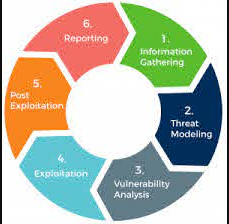 1.
Information
Gathering
2.
Threat
Modeling
3.
Vulnerability
Analysis
4.
Exploitation
5.
Post
Exploitation
6.
Reporting